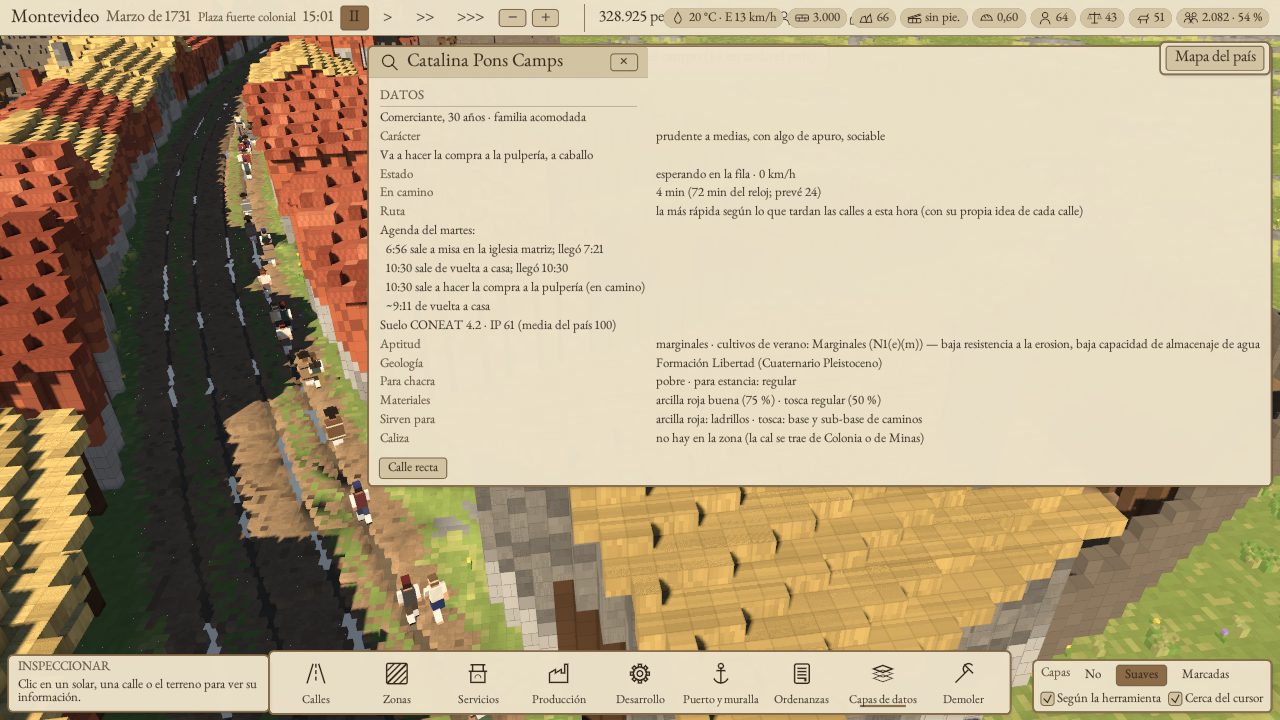 Montevideo Marzo de 1731 Plaza fuerte colonial 15:01 II > >> >>> − + 328.925 pe 20 °C · E 13 km/h 3.000 66 sin pie. 0,60 64 43 51 2.082 · 54 %
Mapa del país
Catalina Pons Camps ×
DATOS
Comerciante, 30 años · familia acomodada
Carácter prudente a medias, con algo de apuro, sociable
Va a hacer la compra a la pulpería, a caballo
Estado esperando en la fila · 0 km/h
En camino 4 min (72 min del reloj; prevé 24)
Ruta la más rápida según lo que tardan las calles a esta hora (con su propia idea de cada calle)
Agenda del martes:
6:56 sale a misa en la iglesia matriz; llegó 7:21
10:30 sale de vuelta a casa; llegó 10:30
10:30 sale a hacer la compra a la pulpería (en camino)
~9:11 de vuelta a casa
Suelo CONEAT 4.2 · IP 61 (media del país 100)
Aptitud marginales · cultivos de verano: Marginales (N1(e)(m)) — baja resistencia a la erosion, baja capacidad de almacenaje de agua
Geología Formación Libertad (Cuaternario Pleistoceno)
Para chacra pobre · para estancia: regular
Materiales arcilla roja buena (75 %) · tosca regular (50 %)
Sirven para arcilla roja: ladrillos · tosca: base y sub-base de caminos
Caliza no hay en la zona (la cal se trae de Colonia o de Minas)
Calle recta
INSPECCIONAR
Clic en un solar, una calle o el terreno para ver su
información.
Calles Zonas Servicios Producción Desarrollo Puerto y muralla Ordenanzas Capas de datos Demoler
Capas No Suaves Marcadas
Según la herramienta Cerca del cursor